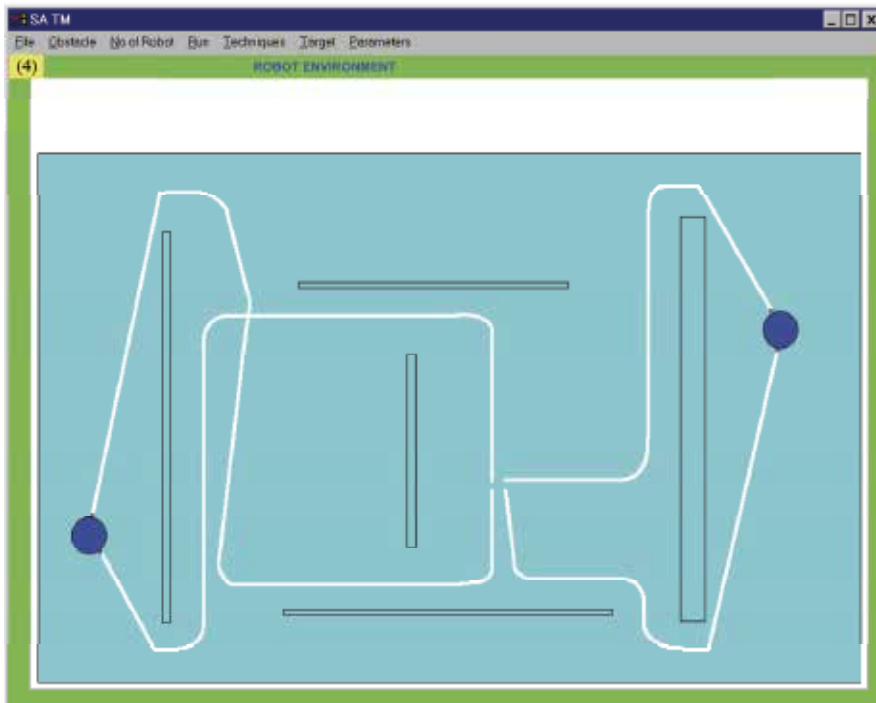 SA TM
File Obstacle No of Robot Run Techniques Target Parameters
(4)
ROBOT ENVIRONMENT